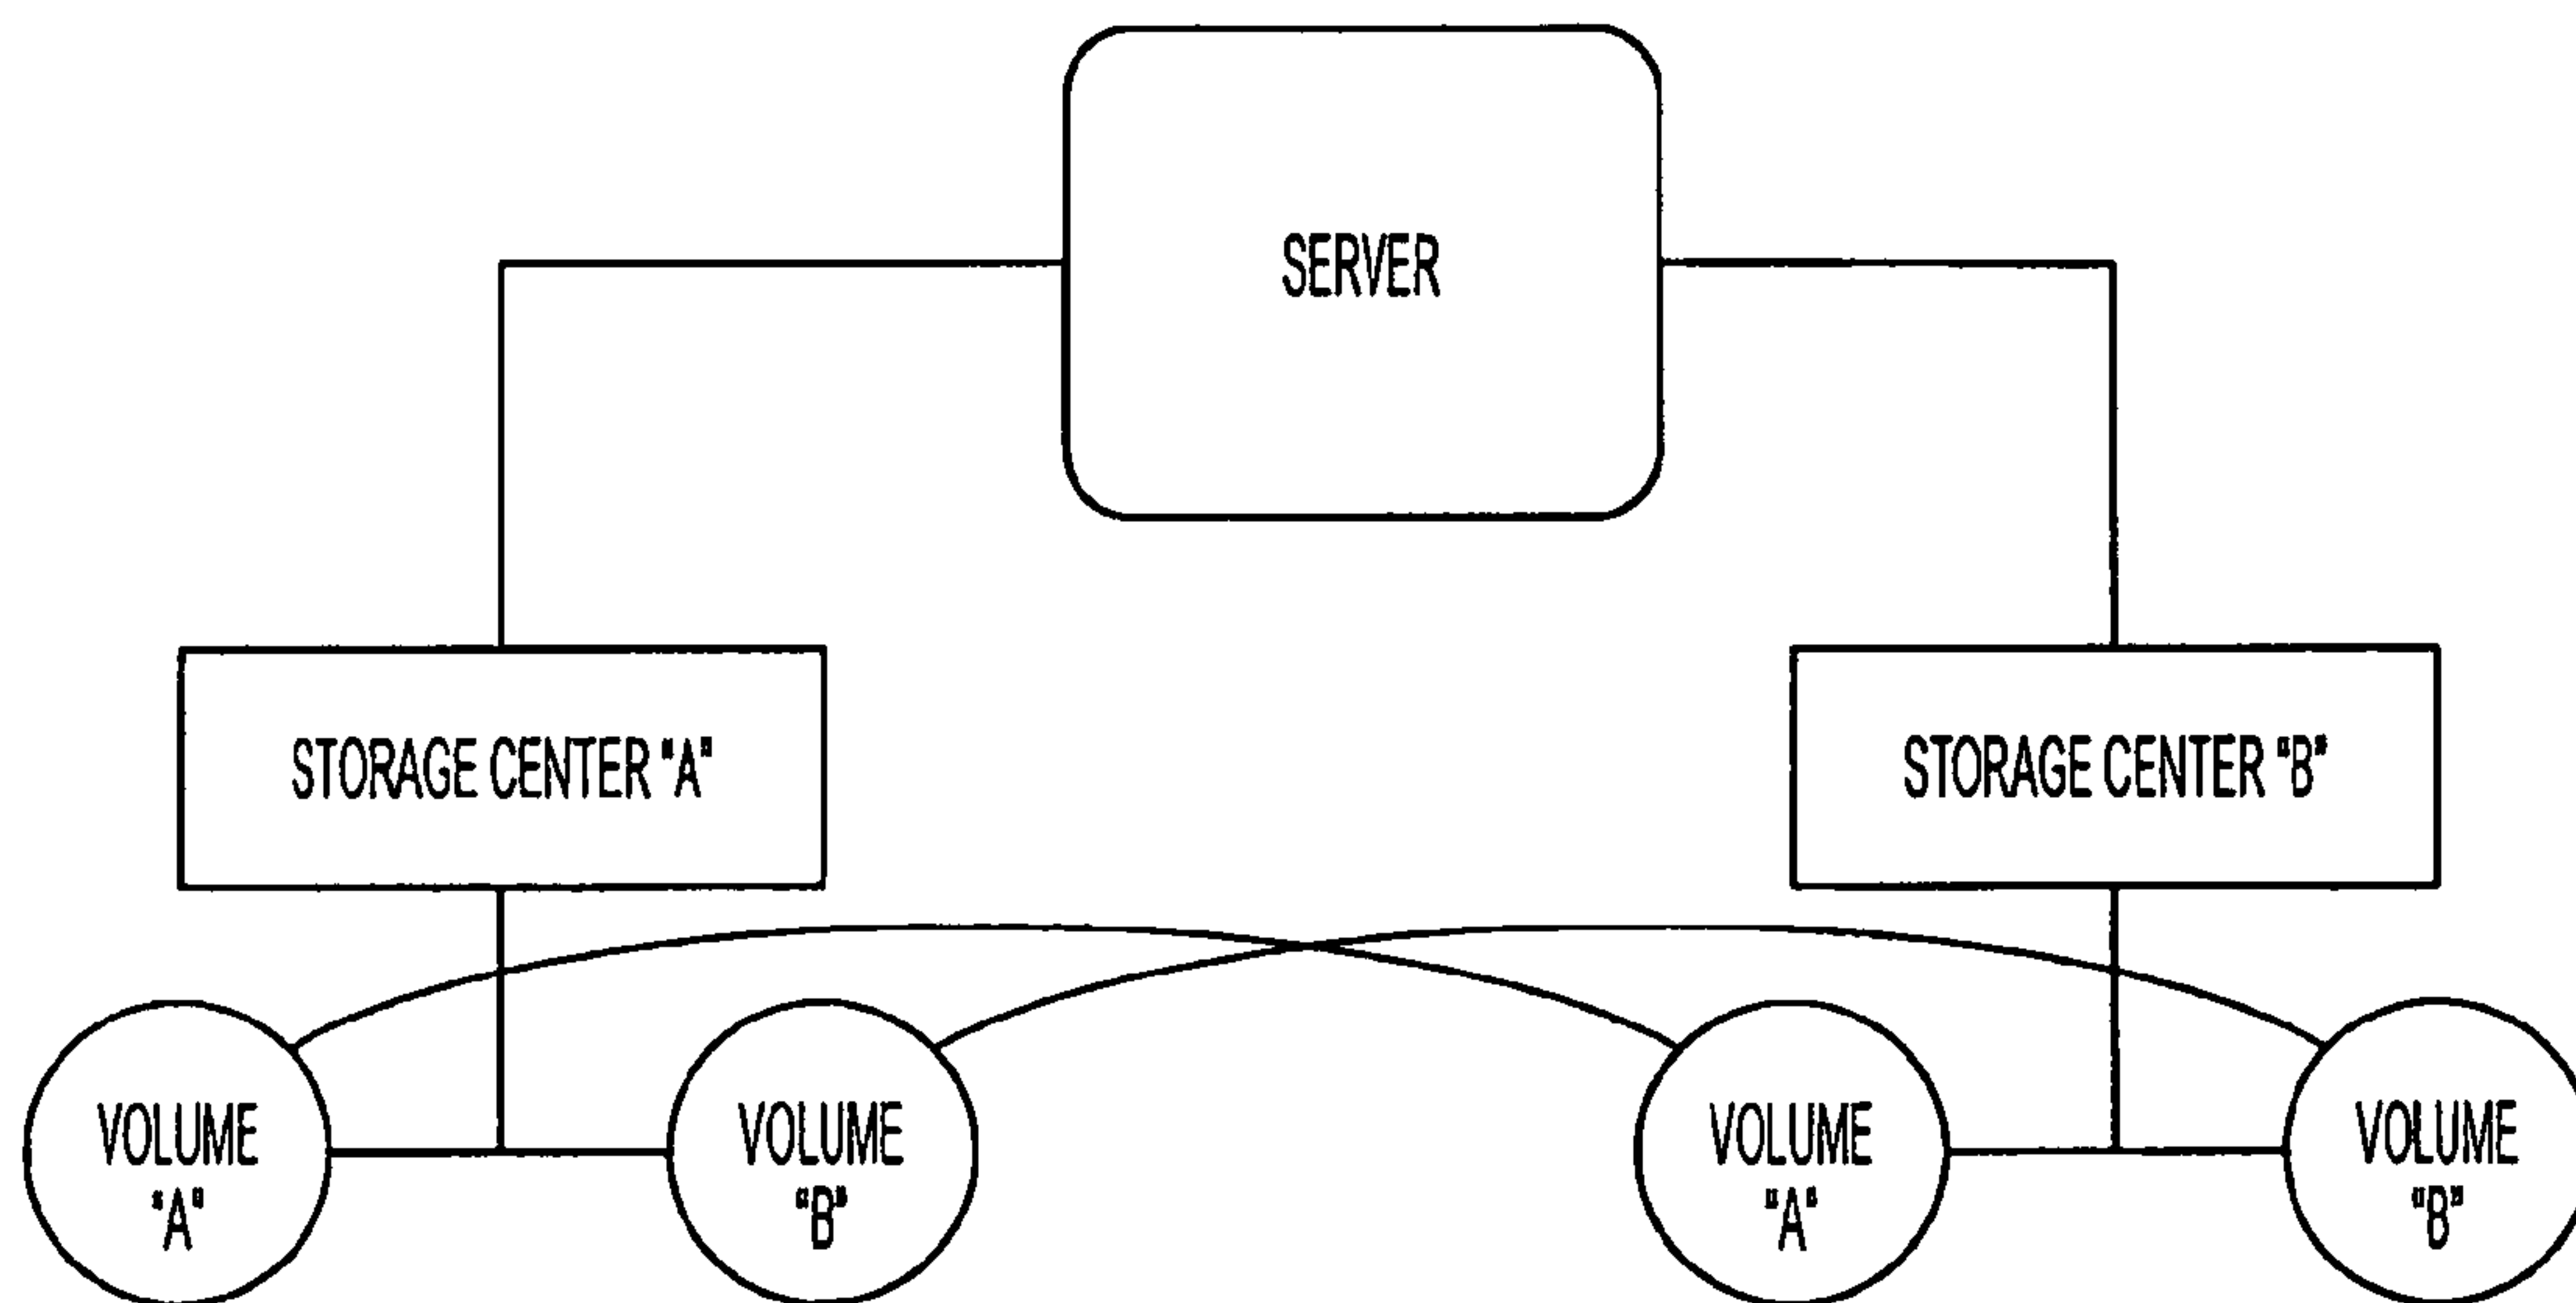 SERVER
STORAGE CENTER "A"
STORAGE CENTER "B"
VOLUME
"A"
VOLUME
"B"
VOLUME
"A"
VOLUME
"B"